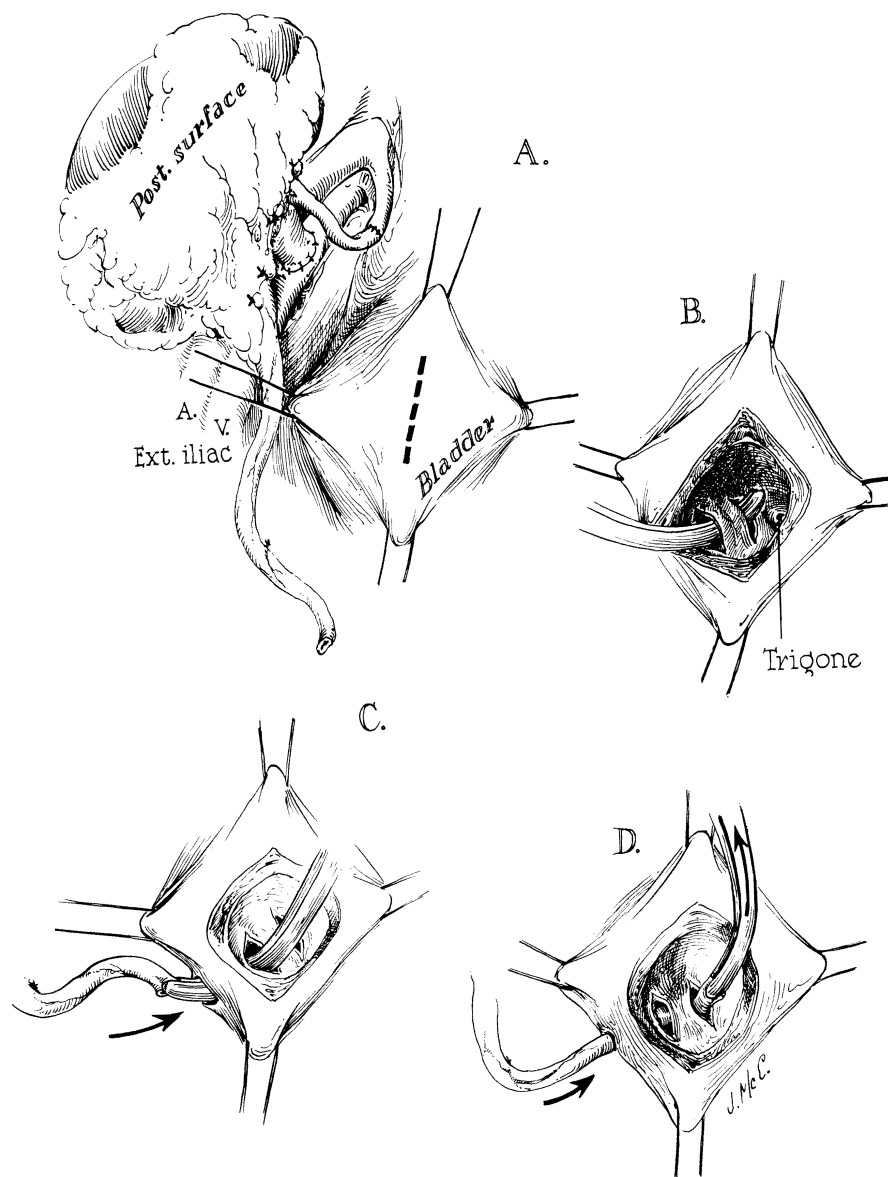 Post. surface
A.
A.
V.
Ext. iliac
Bladder
B.
Trigone
C.
D.
J. McC.